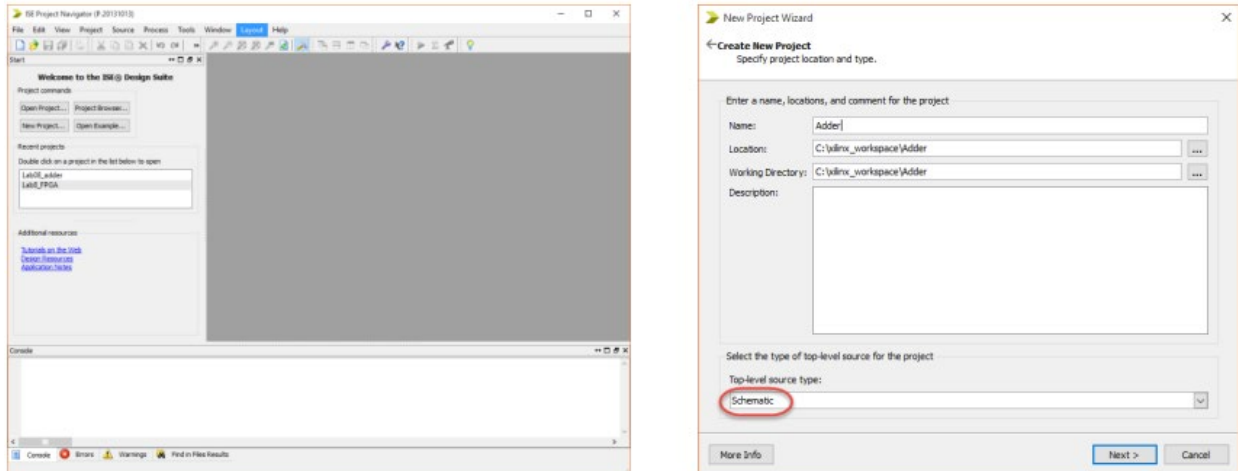 ISE Project Navigator (P.20131013)
File Edit View Project Source Process Tools Window Layout Help
Start
Welcome to the ISE® Design Suite
Project commands
Open Project... Project Browser...
New Project... Open Example...
Recent projects
Double click on a project in the list below to open
Lab08_adder
Lab8_FPGA
Additional resources
Tutorials on the Web
Design Resources
Application Notes
Console
Console Errors Warnings Find in Files Results
New Project Wizard
Create New Project
Specify project location and type.
Enter a name, locations, and comment for the project
Name: Adder
Location: C:\xilinx_workspace\Adder ...
Working Directory: C:\xilinx_workspace\Adder ...
Description:
Select the type of top-level source for the project
Top-level source type:
Schematic
More Info Next > Cancel